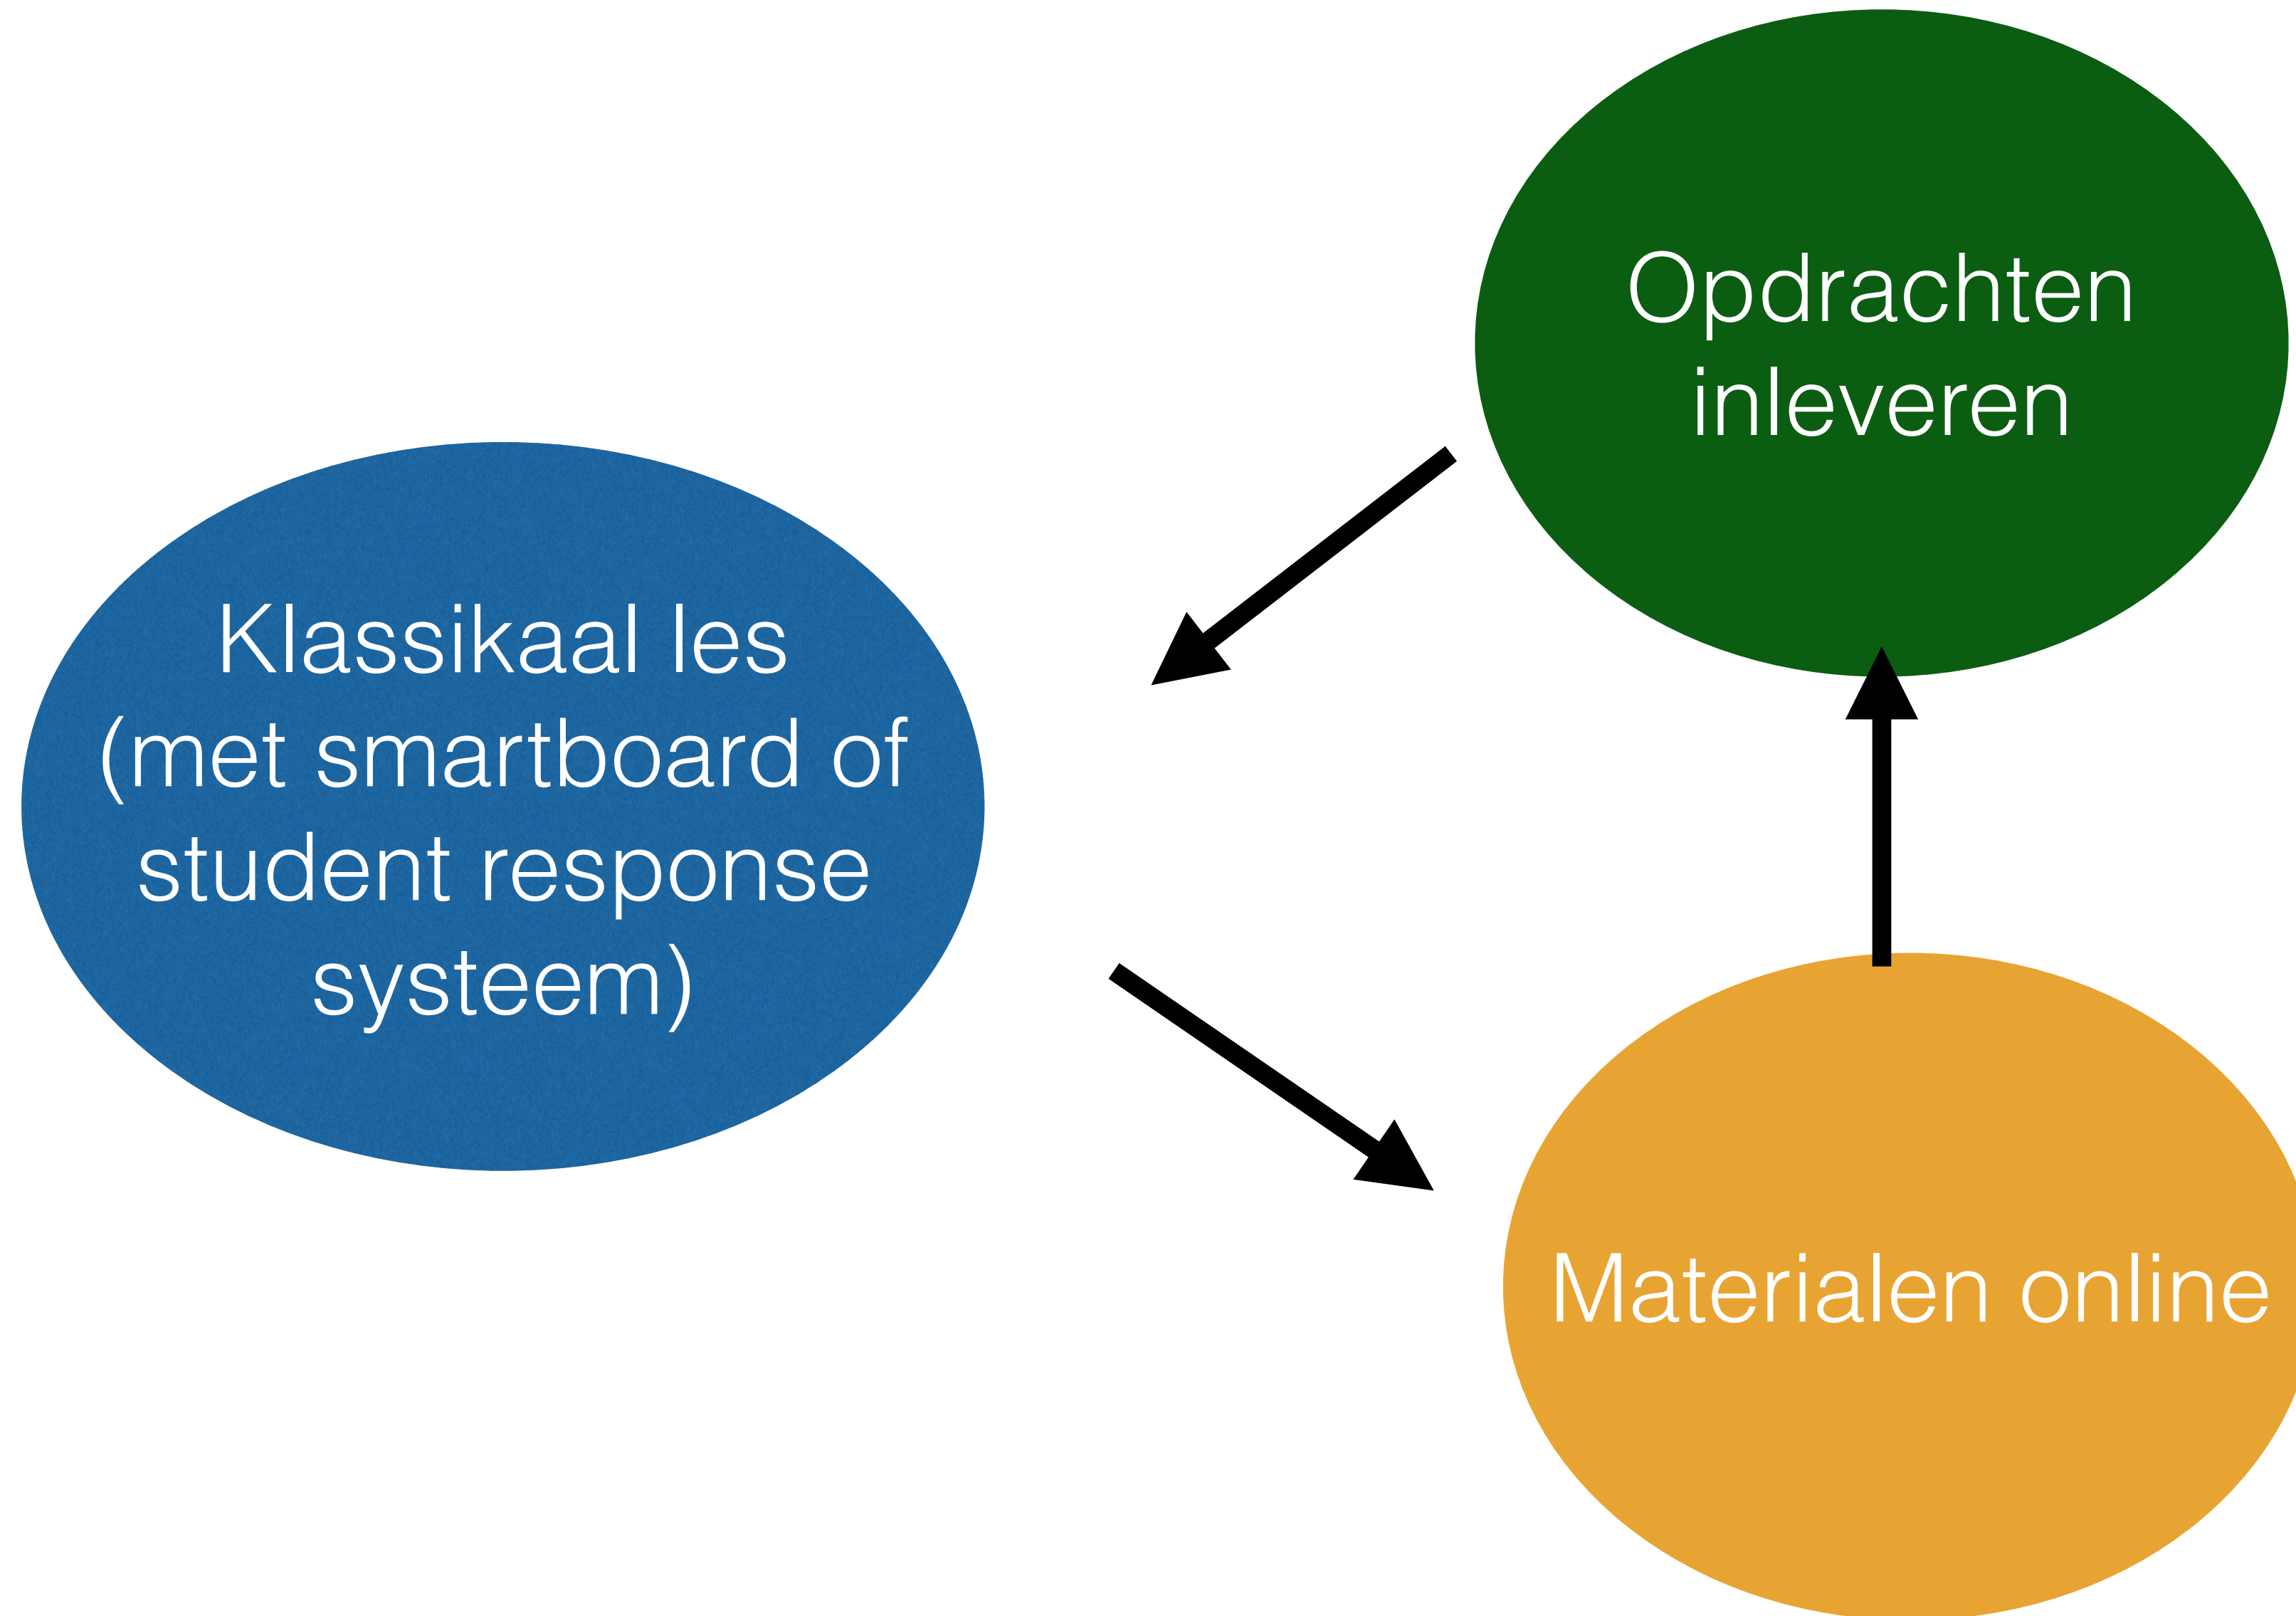 Opdrachten
inleveren
Klassikaal les
(met smartboard of
student response
systeem)
Materialen online